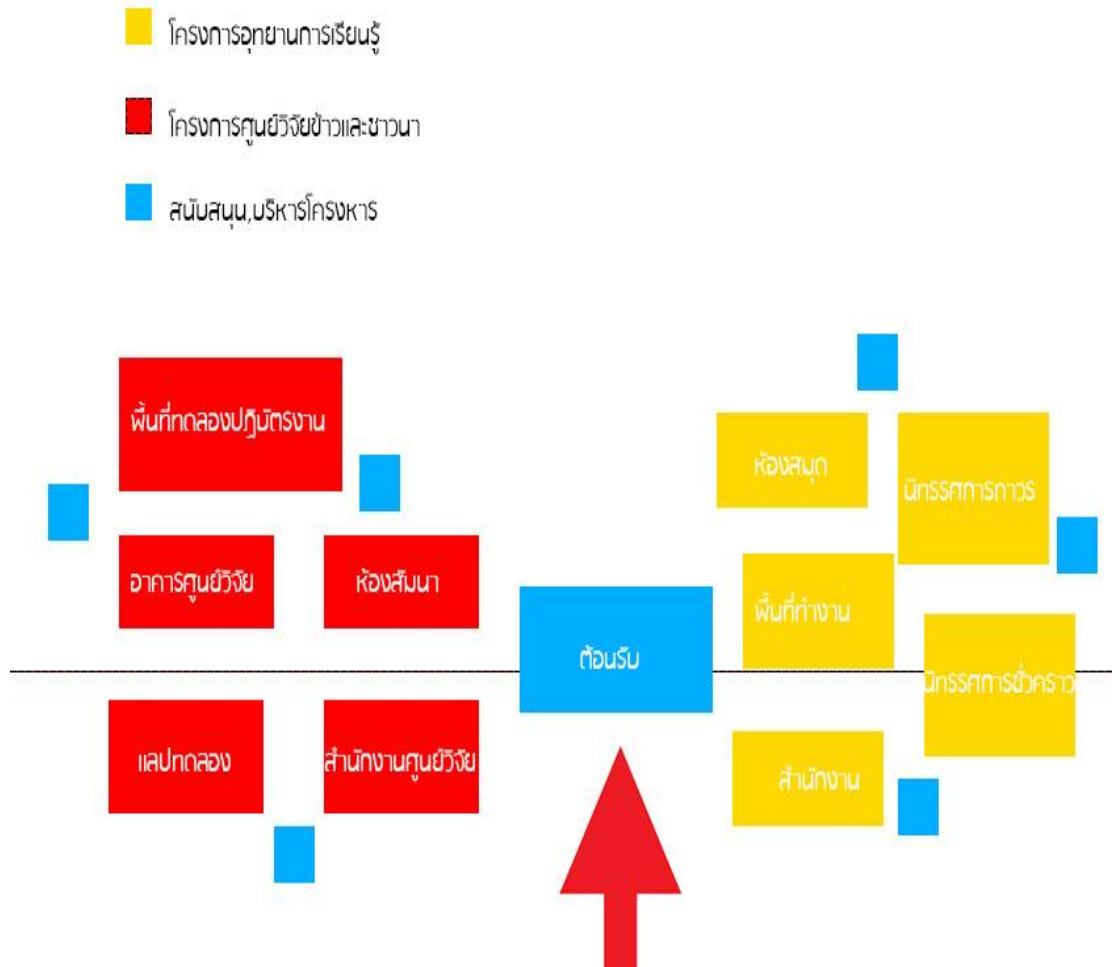 โครงการอุทยานการเรียนรู้
โครงการศูนย์วิจัยข้าวและชาวนา
สนับสนุน,บริหารโครงหาร
พื้นที่ทดลองปฏิบัตรงาน
ห้องสมุด
นิทรรศการถาวร
อาคารศูนย์วิจัย
ห้องสัมนา
พื้นที่ทำงาน
ต้อนรับ
นิทรรศการชั่วคราว
แลปทดลอง
สำนักงานศูนย์วิจัย
สำนักงาน